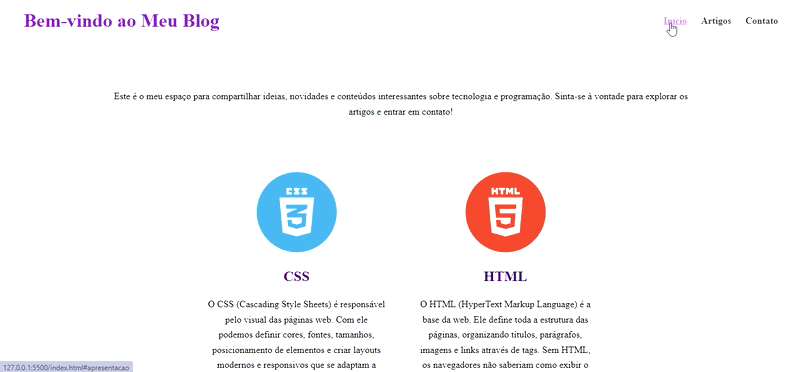 Bem-vindo ao Meu Blog
Inicio Artigos Contato
Este é o meu espaço para compartilhar ideias, novidades e conteúdos interessantes sobre tecnologia e programação. Sinta-se à vontade para explorar os
artigos e entrar em contato!
CSS
3
HTML
5
CSS
O CSS (Cascading Style Sheets) é responsável
pelo visual das páginas web. Com ele
podemos definir cores, fontes, tamanhos,
posicionamento de elementos e criar layouts
modernos e responsivos que se adaptam a
HTML
O HTML (HyperText Markup Language) é a
base da web. Ele define toda a estrutura das
páginas, organizando títulos, parágrafos,
imagens e links através de tags. Sem HTML,
os navegadores não saberiam como exibir o
127.0.0.1:5500/index.html#apresentacao